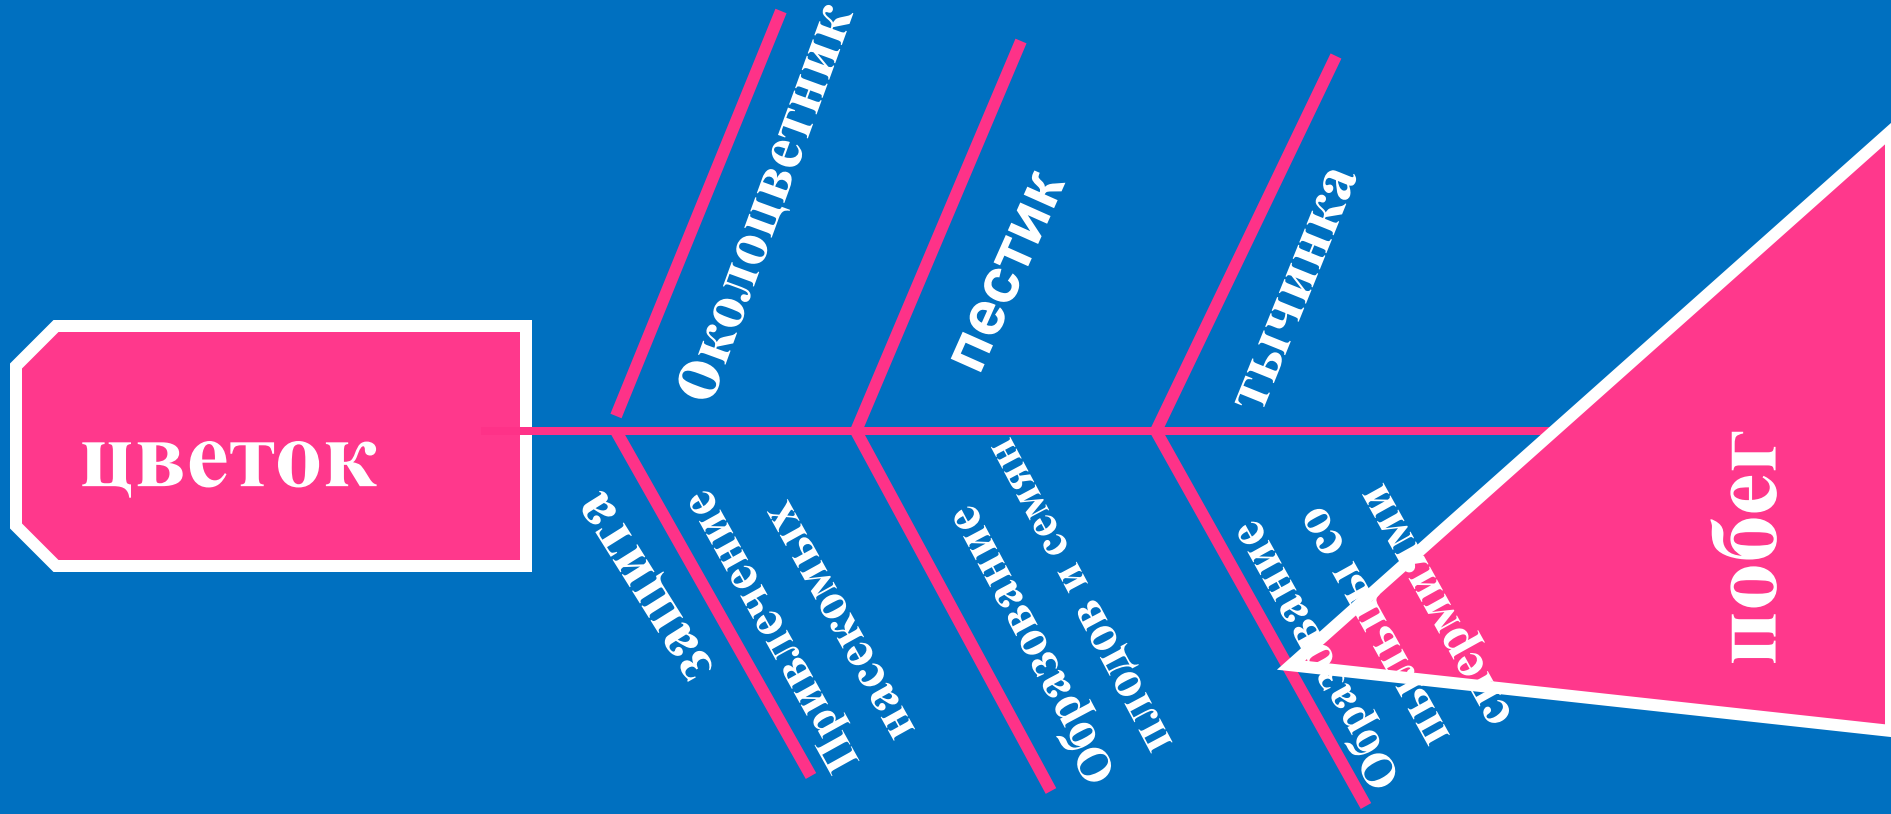 Околоцветник
пестик
тычинка
цветок
защита
Привлечение
насекомых
Образование
плодов и семян
Образование
пыльцы со
спермиями
побег